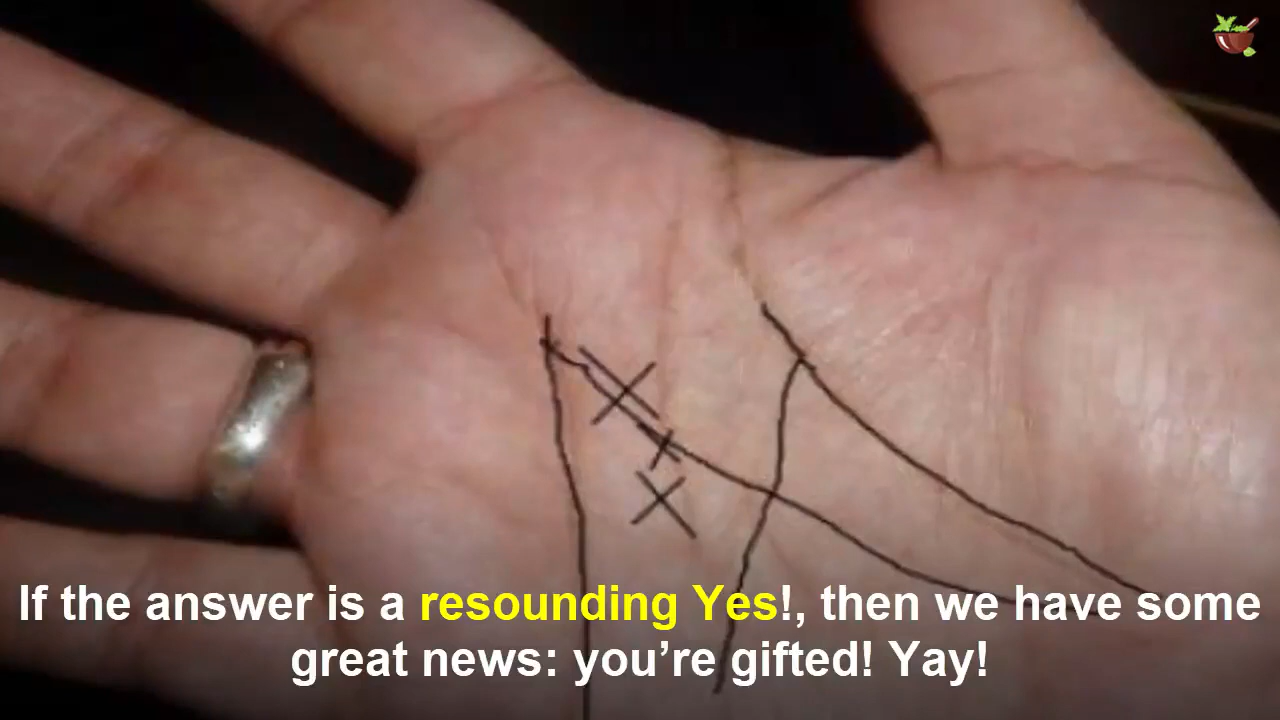 If the answer is a resounding Yes!, then we have some
great news: you’re gifted! Yay!